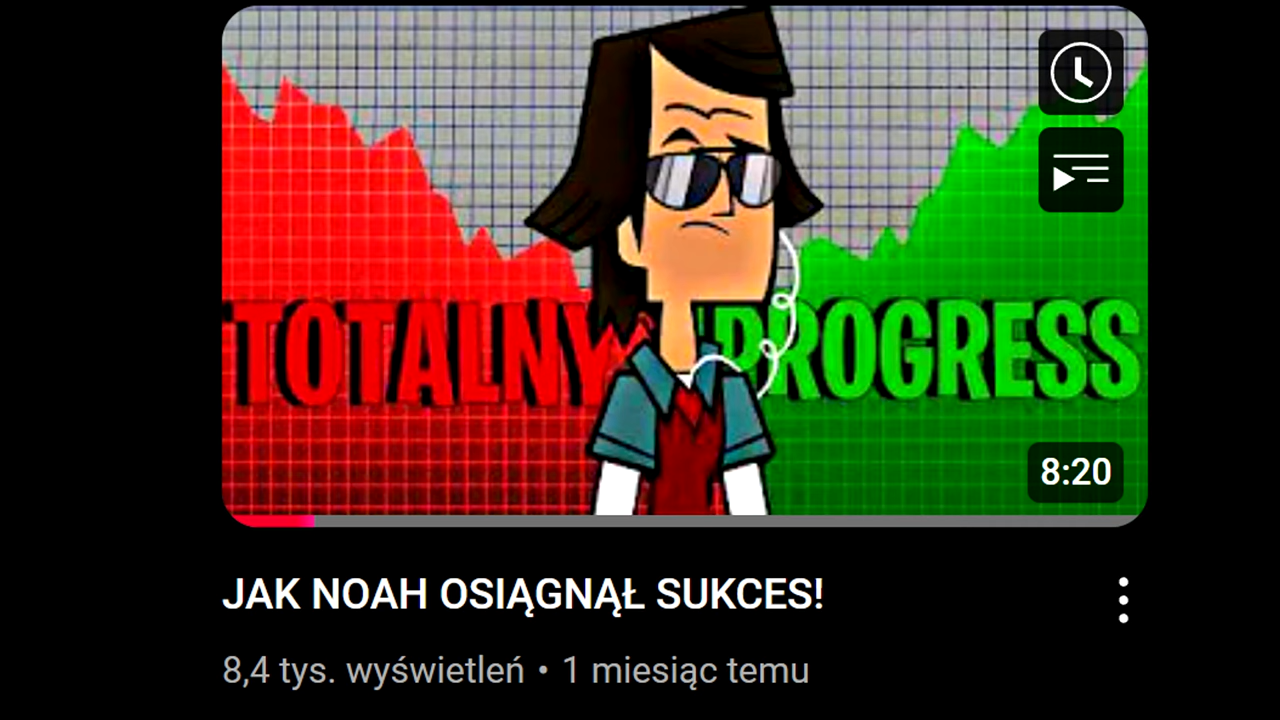 TOTALNY PROGRESS
8:20
JAK NOAH OSIĄGNĄŁ SUKCES!
8,4 tys. wyświetleń • 1 miesiąc temu